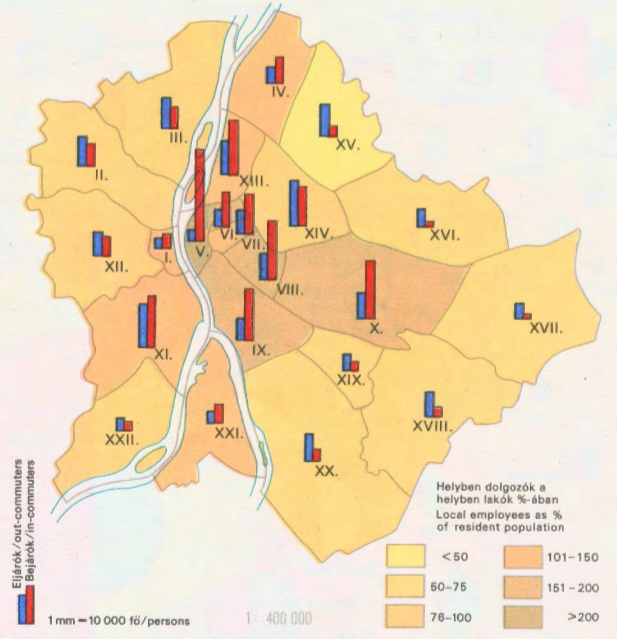 IV.
III.
XV.
II.
XIII.
XIV.
VI.
VII.
XVI.
XII.
I.
V.
VIII.
X.
XVII.
XI.
IX.
XIX.
XXII.
XXI.
XVIII.
XX.
Eljárók/out-commuters
Bejárók/in-commuters
1 mm = 10 000 fő/persons
1: 400 000
Helyben dolgozók a
helyben lakók %-ában
Local employees as %
of resident population
<50
50–75
76–100
101–150
151–200
>200